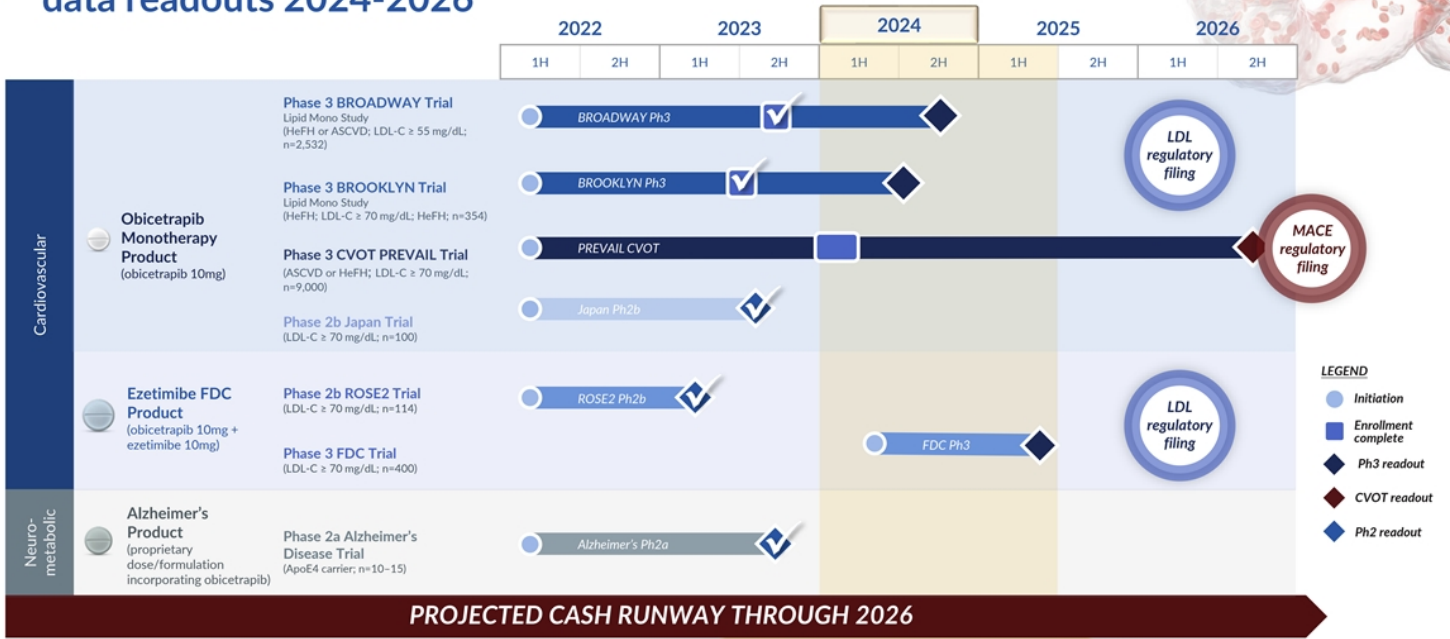 data readouts 2024-2026
2022 2023 2024 2025 2026
1H 2H 1H 2H 1H 2H 1H 2H 1H 2H
Cardiovascular
Obicetrapib
Monotherapy
Product
(obicetrapib 10mg)
Phase 3 BROADWAY Trial
Lipid Mono Study
(HeFH or ASCVD; LDL-C ≥ 55 mg/dL;
n=2,532)
BROADWAY Ph3
Phase 3 BROOKLYN Trial
Lipid Mono Study
(HeFH; LDL-C ≥ 70 mg/dL; HeFH; n=354)
BROOKLYN Ph3
Phase 3 CVOT PREVAIL Trial
(ASCVD or HeFH; LDL-C ≥ 70 mg/dL;
n=9,000)
PREVAIL CVOT
Phase 2b Japan Trial
(LDL-C ≥ 70 mg/dL; n=100)
Japan Ph2b
LDL
regulatory
filing
MACE
regulatory
filing
Ezetimibe FDC
Product
(obicetrapib 10mg +
ezetimibe 10mg)
Phase 2b ROSE2 Trial
(LDL-C ≥ 70 mg/dL; n=114)
ROSE2 Ph2b
Phase 3 FDC Trial
(LDL-C ≥ 70 mg/dL; n=400)
FDC Ph3
LDL
regulatory
filing
Neuro-
metabolic
Alzheimer's
Product
(proprietary
dose/formulation
incorporating obicetrapib)
Phase 2a Alzheimer's
Disease Trial
(ApoE4 carrier; n=10–15)
Alzheimer's Ph2a
LEGEND
Initiation
Enrollment
complete
Ph3 readout
CVOT readout
Ph2 readout
PROJECTED CASH RUNWAY THROUGH 2026